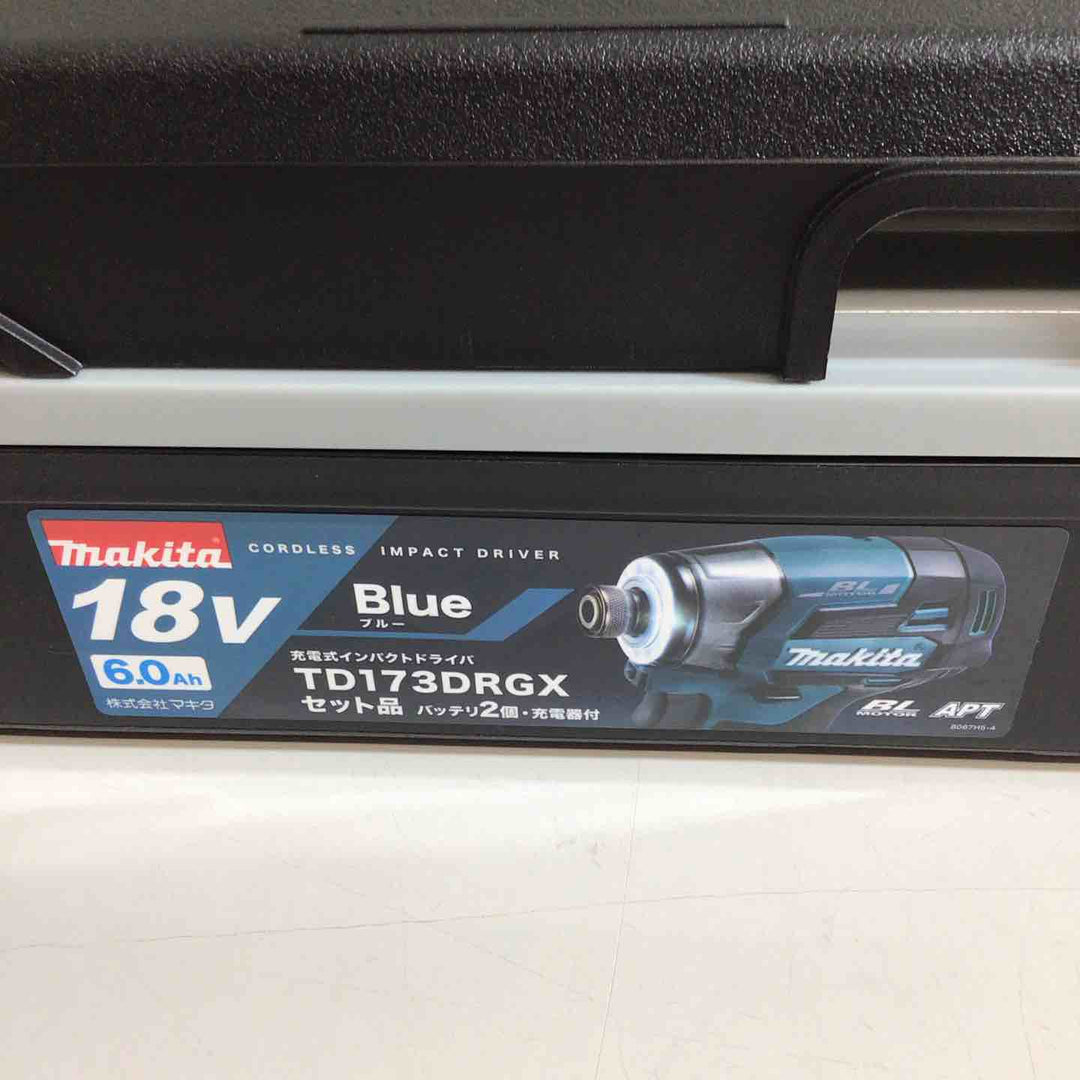 makita
CORDLESS IMPACT DRIVER
18V
6.0Ah
株式会社マキタ
Blue
ブルー
充電式インパクトドライバ
TD173DRGX
セット品 バッテリ2個・充電器付
BL
makita
BL
MOTOR
APT